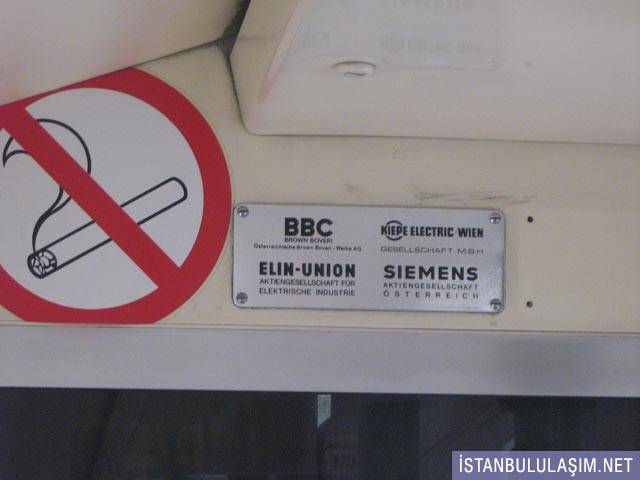 BBC
BROWN BOVERI
Österreichische Brown Boveri - Werke AG
KIEPE ELECTRIC·WIEN
GESELLSCHAFT M.B.H.
ELIN-UNION
AKTIENGESELLSCHAFT FÜR
ELEKTRISCHE INDUSTRIE
SIEMENS
AKTIENGESELLSCHAFT
ÖSTERREICH
İSTANBULULAŞIM.NET